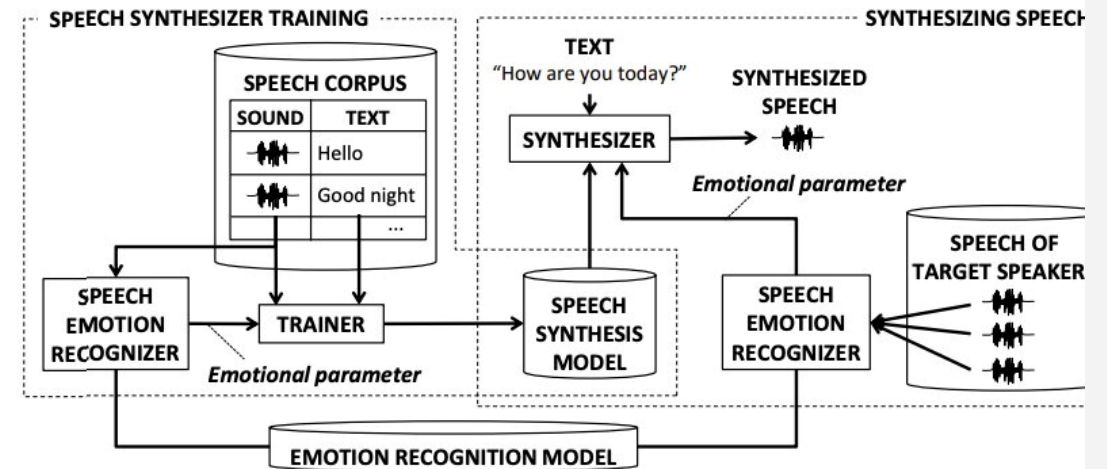 SPEECH SYNTHESIZER TRAINING
SPEECH CORPUS
SOUND TEXT
Hello
Good night
...
SPEECH
EMOTION
RECOGNIZER
TRAINER
Emotional parameter
SYNTHESIZING SPEECH
TEXT
“How are you today?”
SYNTHESIZER
SYNTHESIZED
SPEECH
Emotional parameter
SPEECH
SYNTHESIS
MODEL
SPEECH
EMOTION
RECOGNIZER
SPEECH OF
TARGET SPEAKER
EMOTION RECOGNITION MODEL